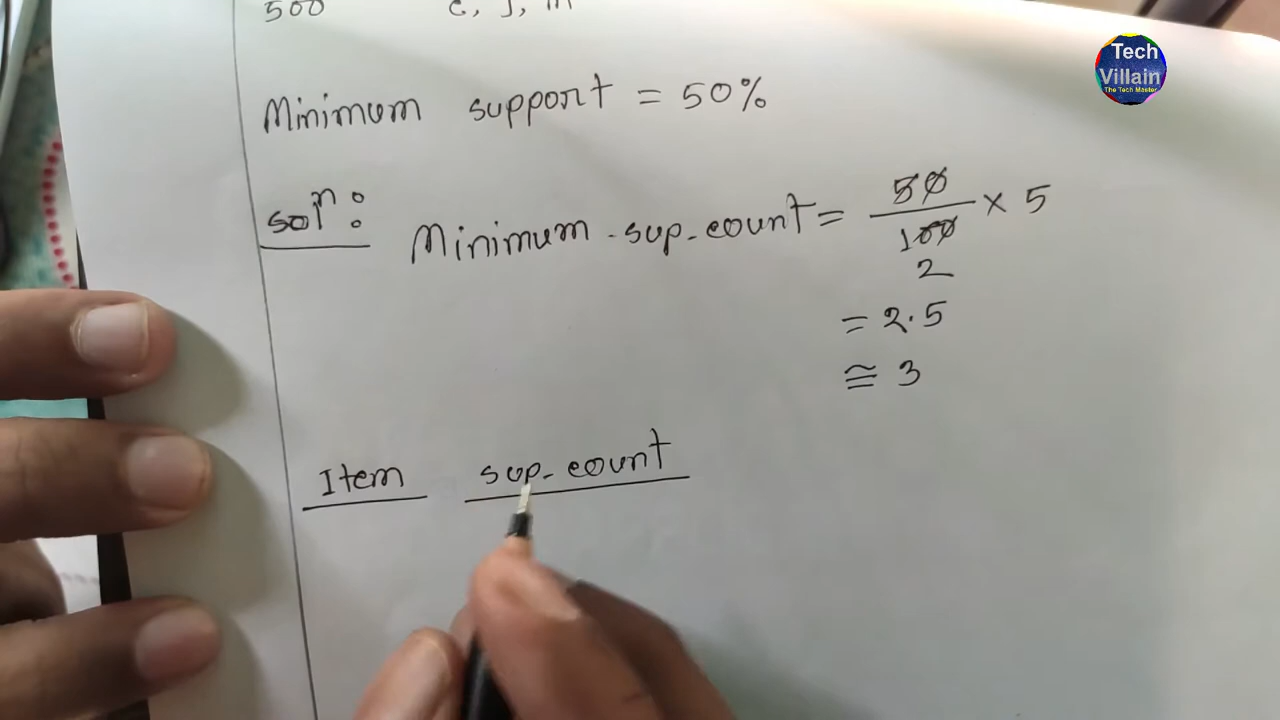 500
Tech
Villain
The Tech Master
Minimum support = 50%
solⁿ: Minimum-sup-count = 50/100 × 5
2
= 2.5
≅ 3
Item sup-count